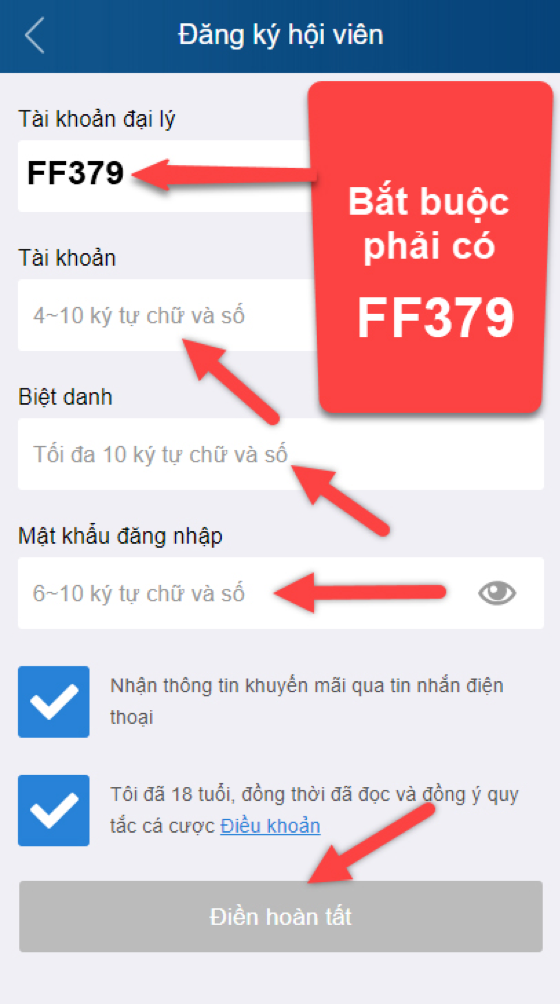 Đăng ký hội viên
Tài khoản đại lý
FF379
Bắt buộc
phải có
FF379
Tài khoản
4~10 ký tự chữ và số
Biệt danh
Tối đa 10 ký tự chữ và số
Mật khẩu đăng nhập
6~10 ký tự chữ và số
Nhận thông tin khuyến mãi qua tin nhắn điện
thoại
Tôi đã 18 tuổi, đồng thời đã đọc và đồng ý quy
tắc cá cược Điều khoản
Điền hoàn tất